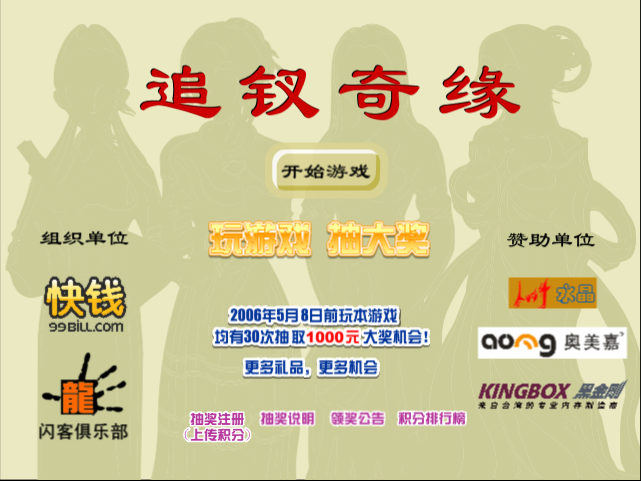 追钗奇缘
开始游戏
组织单位
玩游戏 抽大奖
赞助单位
快钱
99BILL.COM
水晶
2006年5月8日前玩本游戏
均有30次抽取1000元大奖机会!
aong 奥美嘉
更多礼品，更多机会
KINGBOX 黑金刚
来自台湾的专业内存制造商
龍
闪客俱乐部
抽奖注册 抽奖说明 领奖公告 积分排行榜
(上传积分)